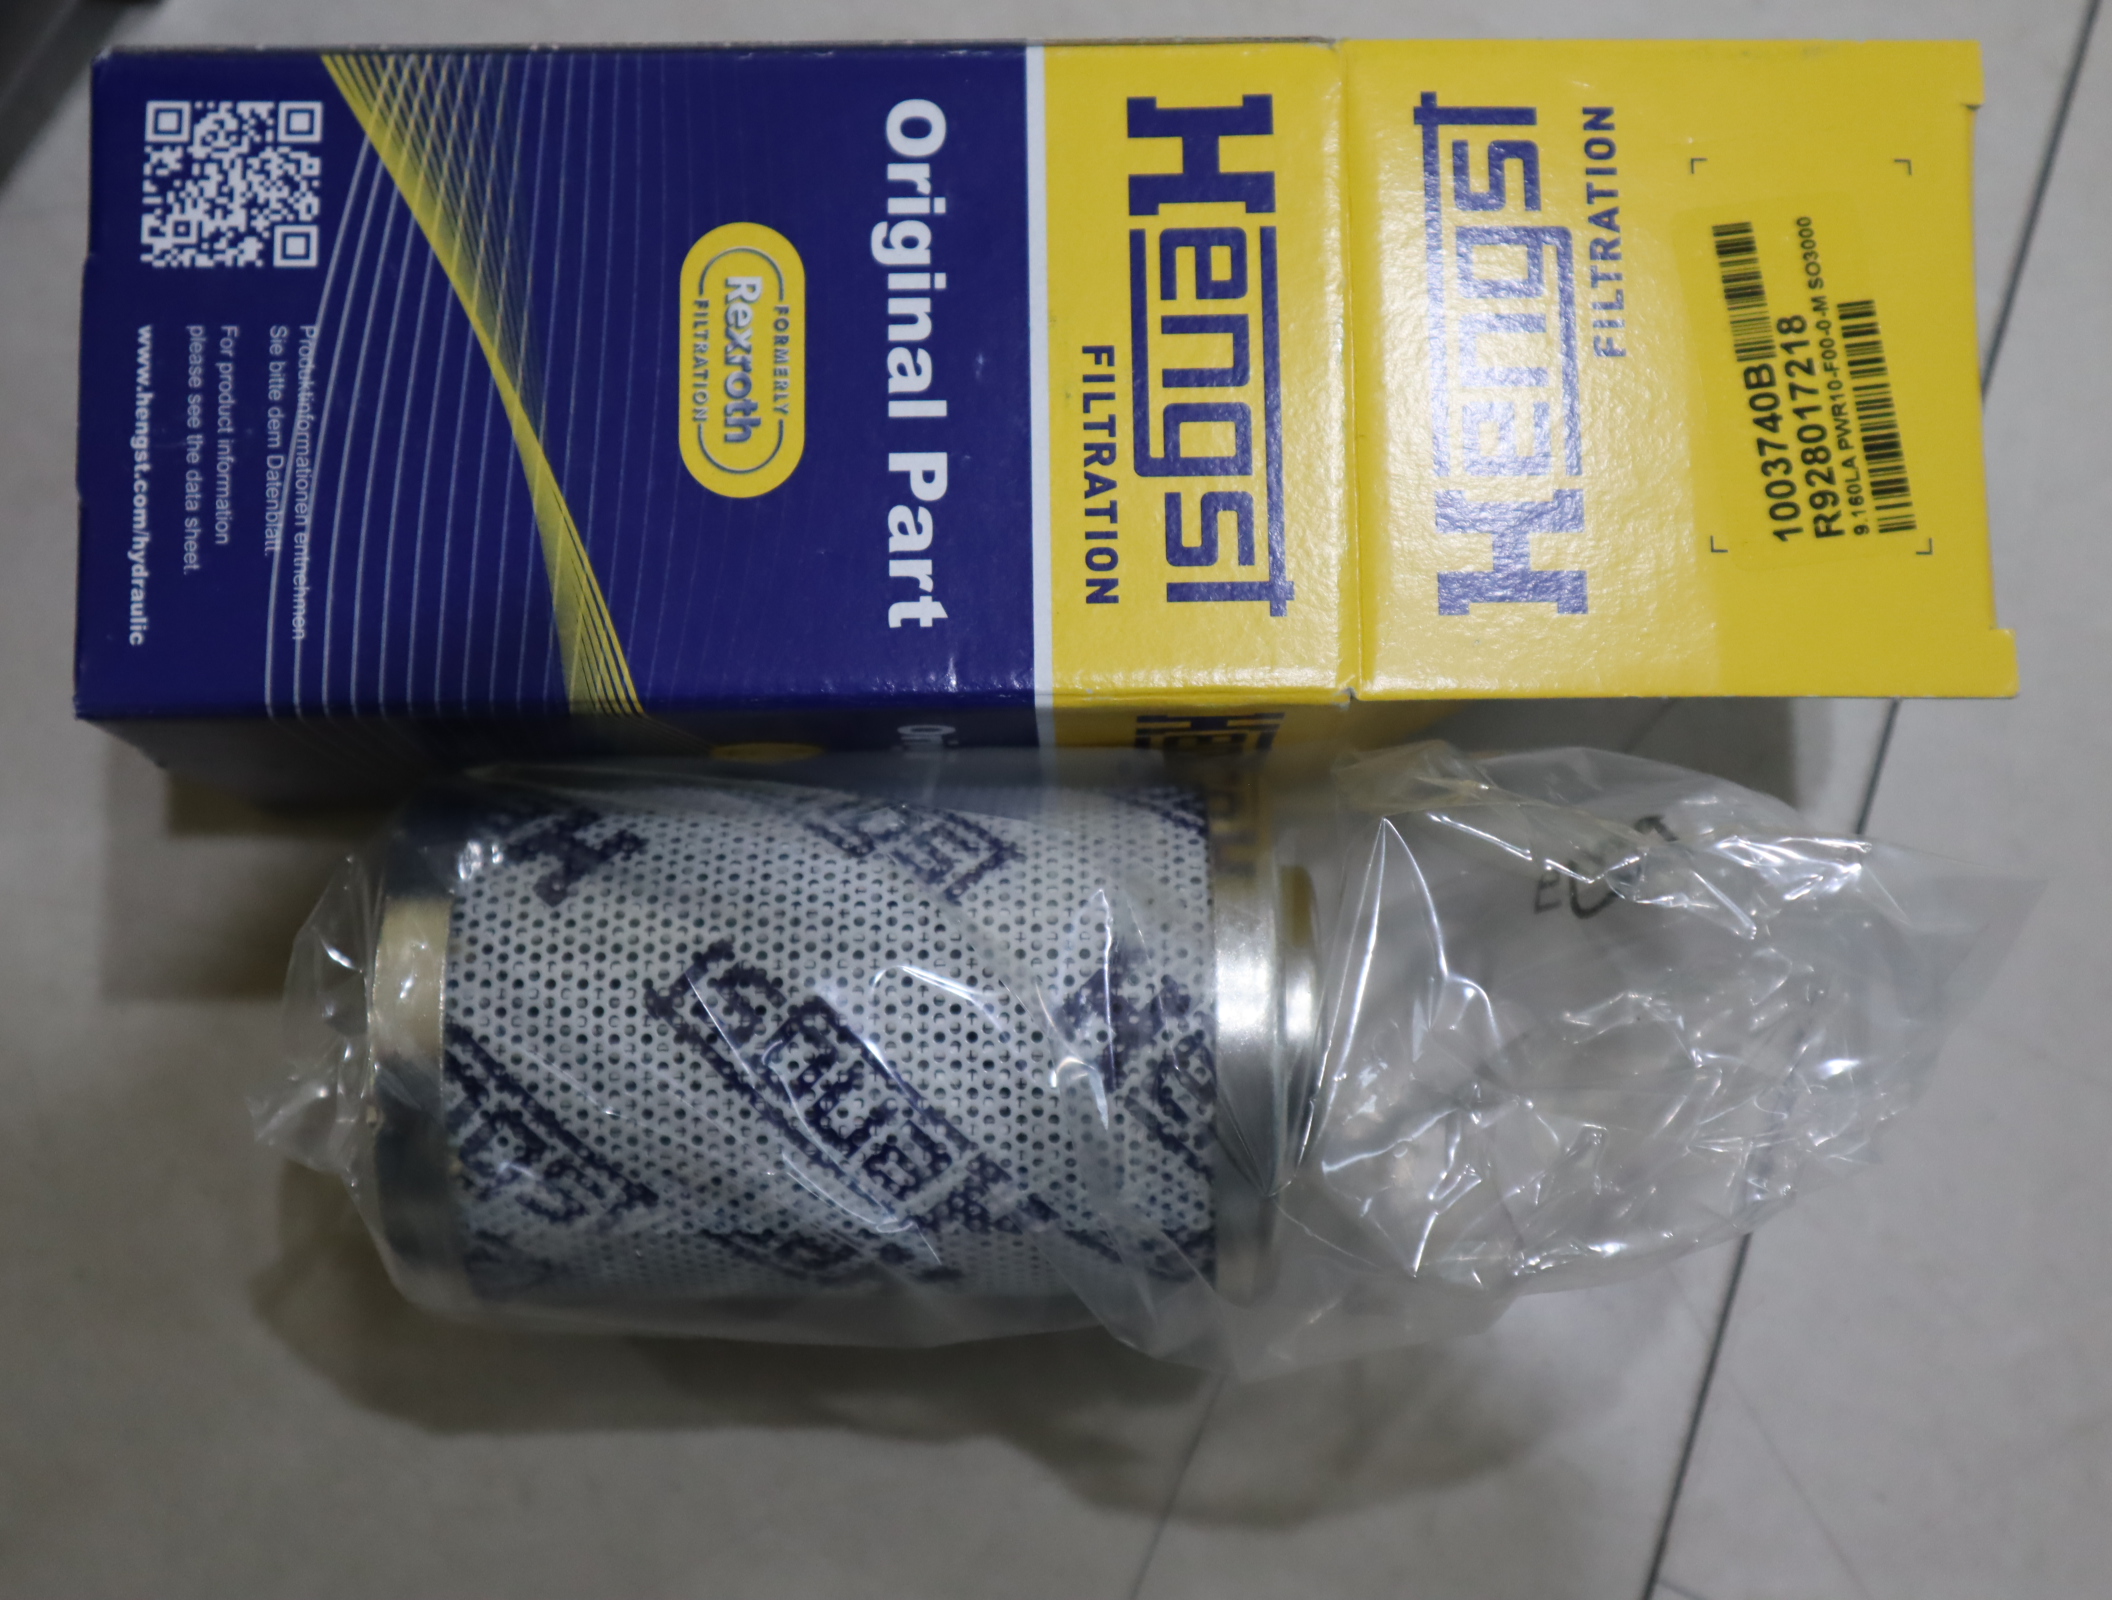 Hengst
FILTRATION
Original Part
FORMERLY
Rexroth
FILTRATION
Produktinformationen entnehmen
Sie bitte dem Datenblatt.
For product information
please see the data sheet.
www.hengst.com/hydraulic
Hengst
FILTRATION
1003740B
R928017218
9.160LA PWR10-F00-0-M SO3000
Hengst